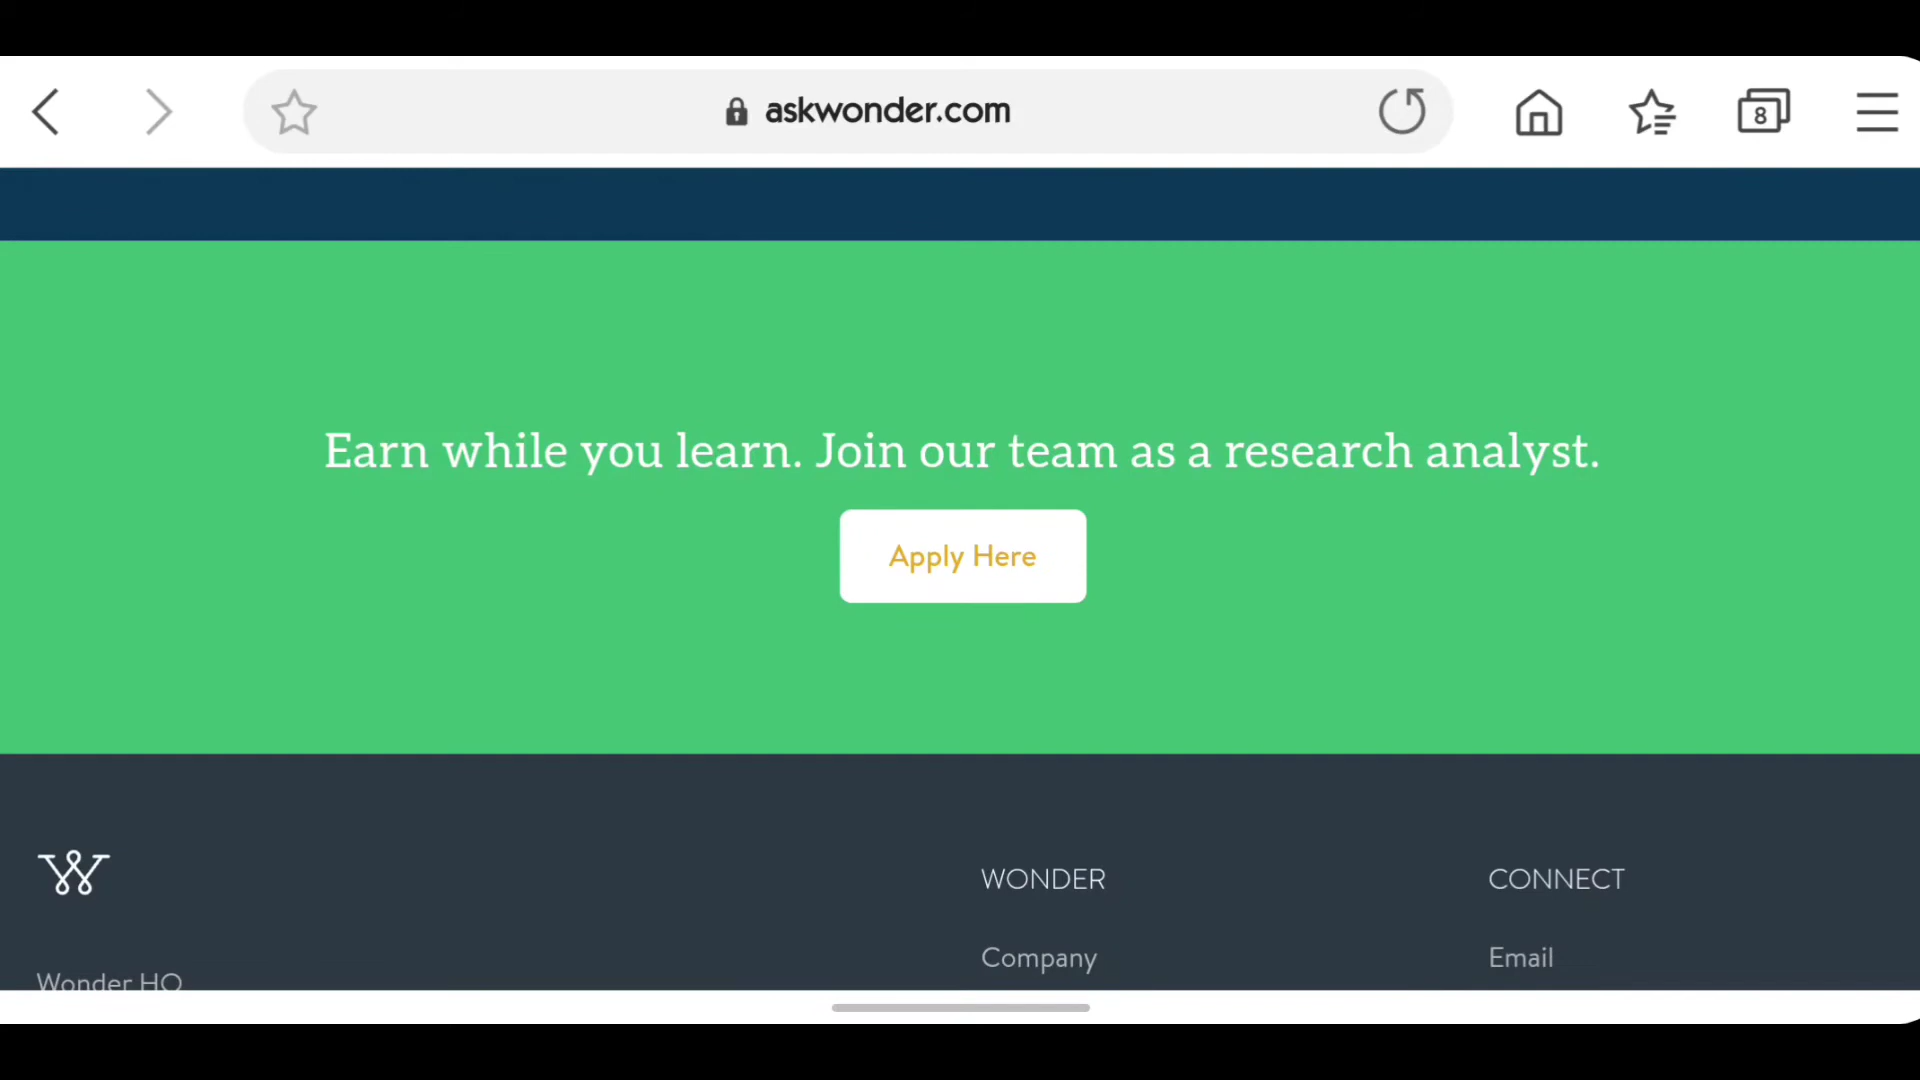 askwonder.com
8
Earn while you learn. Join our team as a research analyst.
Apply Here
W
WONDER
CONNECT
Company
Email
Wonder HQ